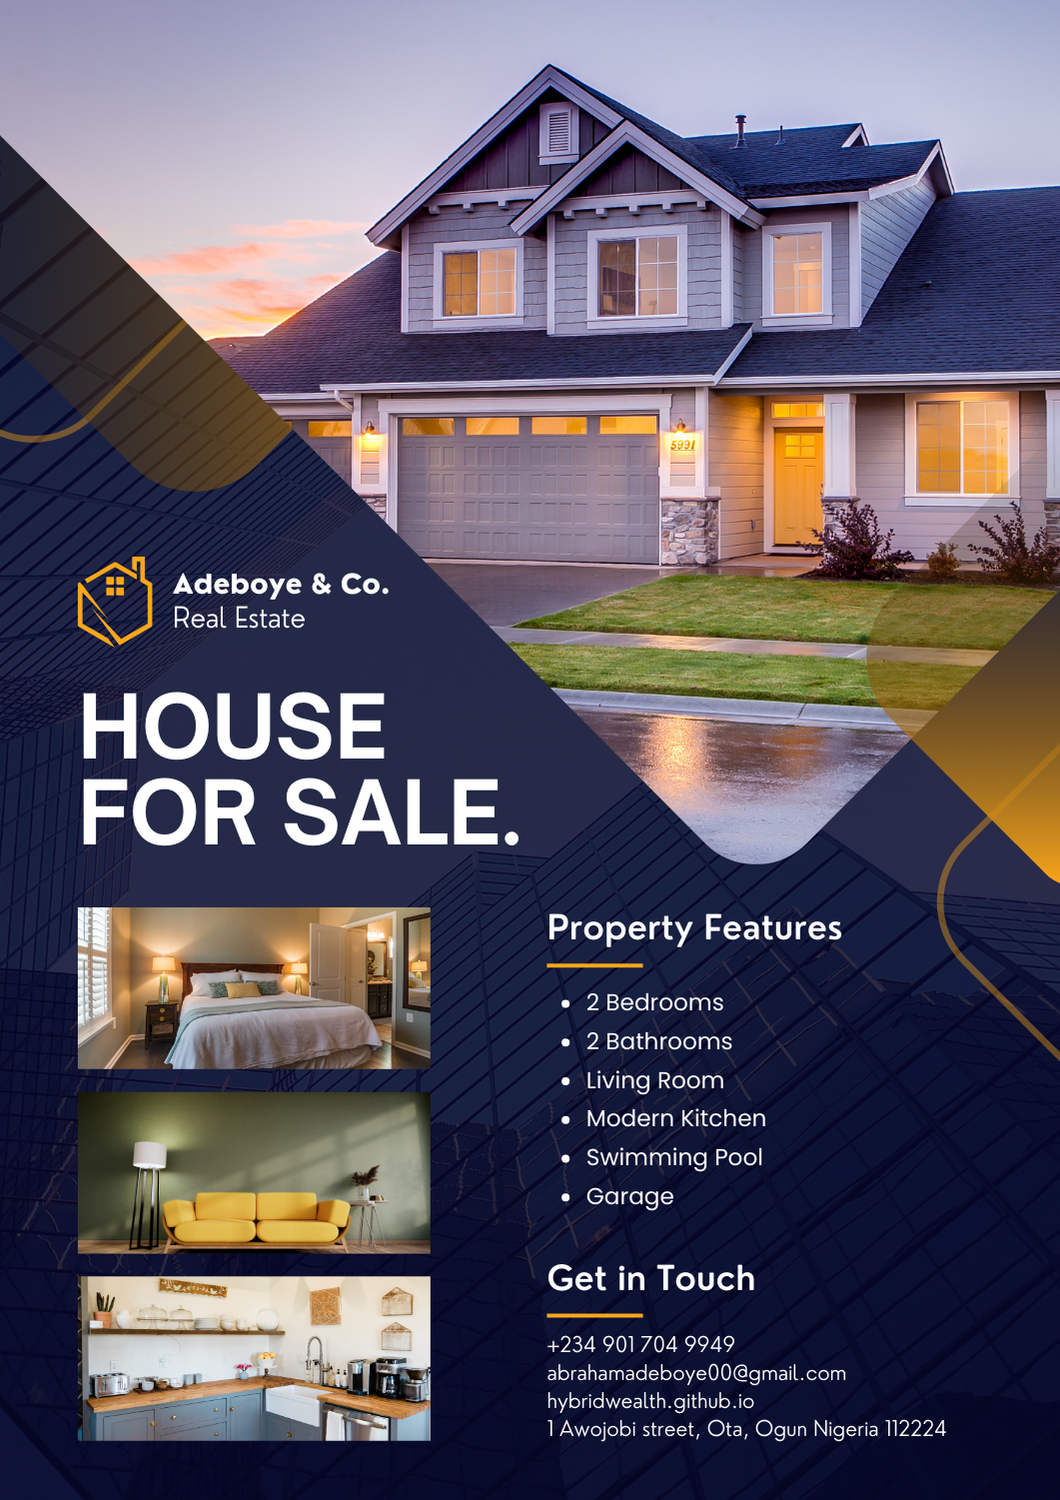 5991
Adeboye & Co.
Real Estate
HOUSE
FOR SALE.
Property Features
• 2 Bedrooms
• 2 Bathrooms
• Living Room
• Modern Kitchen
• Swimming Pool
• Garage
Get in Touch
+234 901 704 9949
abrahamadeboye00@gmail.com
hybridwealth.github.io
1 Awojobi street, Ota, Ogun Nigeria 112224